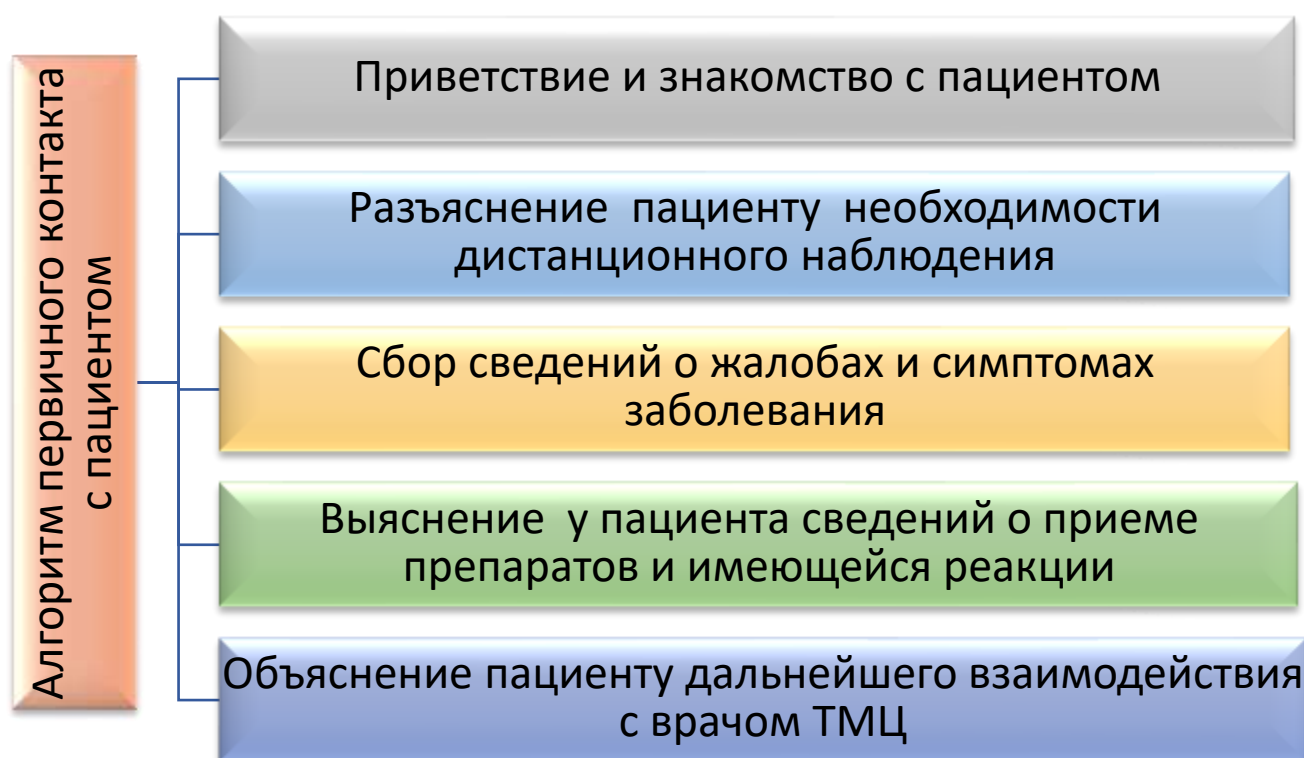 Алгоритм первичного контакта
с пациентом
Приветствие и знакомство с пациентом
Разъяснение пациенту необходимости
дистанционного наблюдения
Сбор сведений о жалобах и симптомах
заболевания
Выяснение у пациента сведений о приеме
препаратов и имеющейся реакции
Объяснение пациенту дальнейшего взаимодействия
с врачом ТМЦ